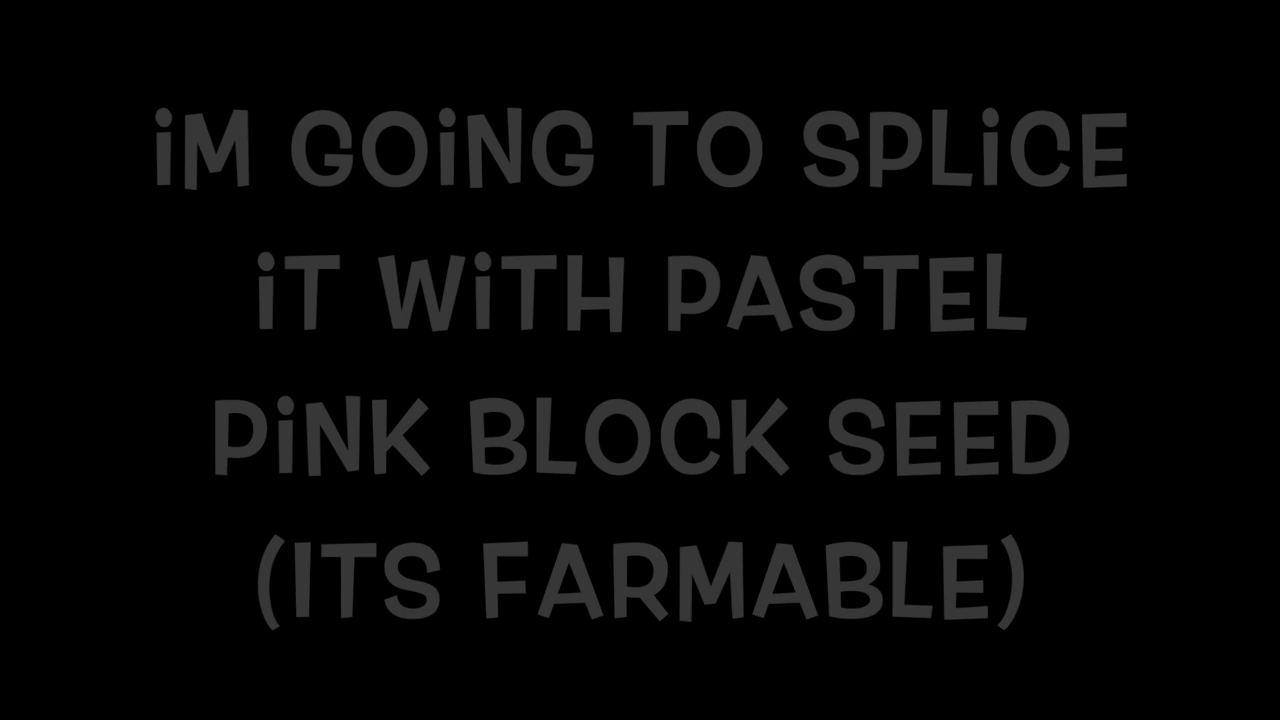 iM GOiNG TO SPLiCE
iT WiTH PASTEL
PiNK BLOCK SEED
(ITS FARMABLE)